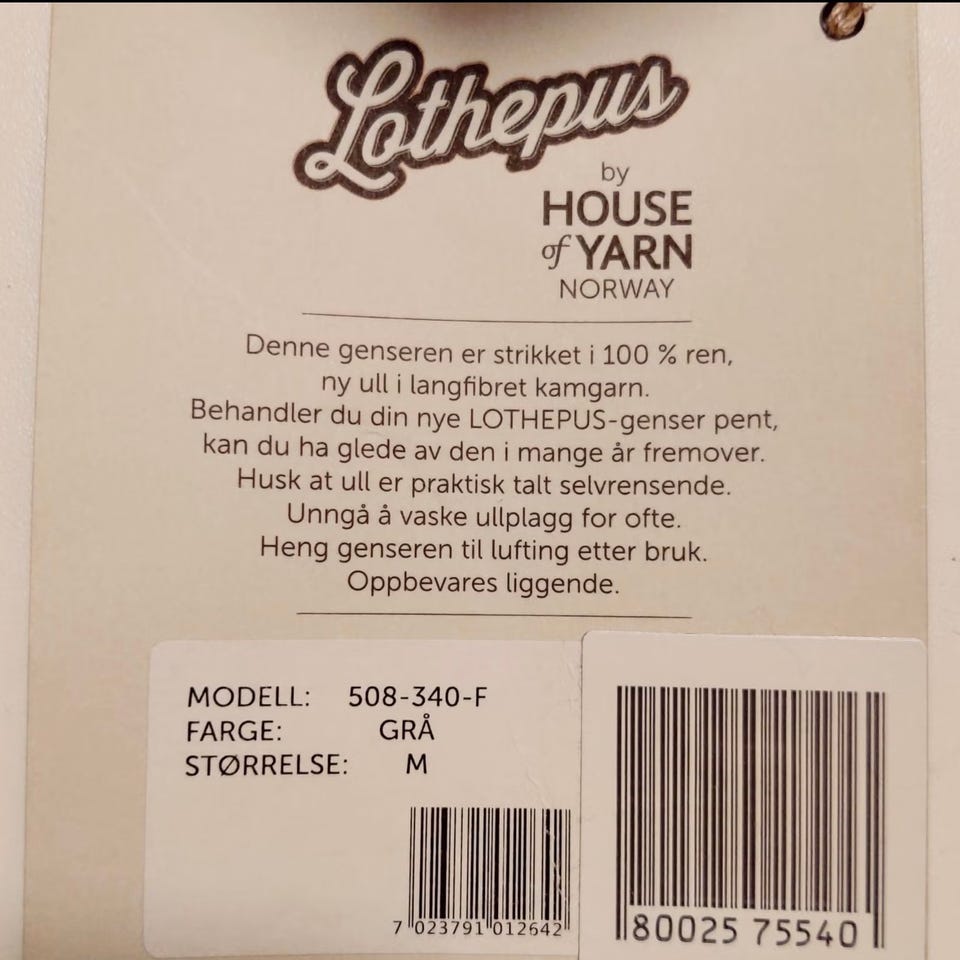 Lothepus
by
HOUSE
of YARN
NORWAY
Denne genseren er strikket i 100 % ren,
ny ull i langfibret kamgarn.
Behandler du din nye LOTHEPUS-genser pent,
kan du ha glede av den i mange år fremover.
Husk at ull er praktisk talt selvrensende.
Unngå å vaske ullplagg for ofte.
Heng genseren til lufting etter bruk.
Oppbevares liggende.
MODELL: 508-340-F
FARGE: GRÅ
STØRRELSE: M
7 023791 012642
80025 75540